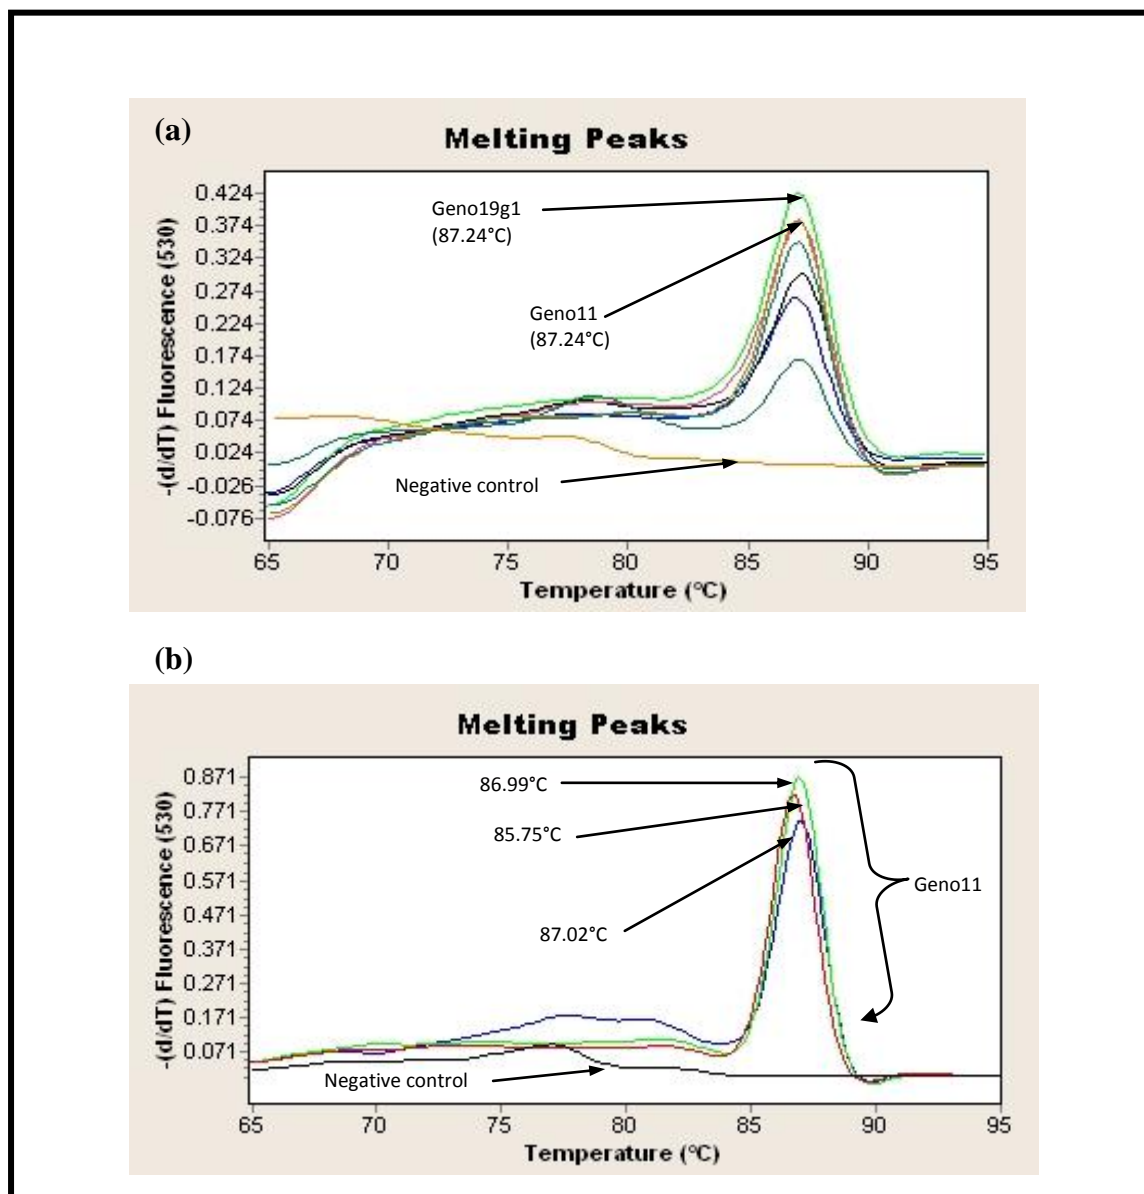 (a)
Melting Peaks
-(d/dT) Fluorescence (530)
0.424
0.374
0.324
0.274
0.224
0.174
0.124
0.074
0.024
-0.026
-0.076
Geno19g1
(87.24°C)
Geno11
(87.24°C)
Negative control
65 70 75 80 85 90 95
Temperature (°C)
(b)
Melting Peaks
-(d/dT) Fluorescence (530)
0.871
0.771
0.671
0.571
0.471
0.371
0.271
0.171
0.071
86.99°C
85.75°C
87.02°C
Geno11
Negative control
65 70 75 80 85 90 95
Temperature (°C)